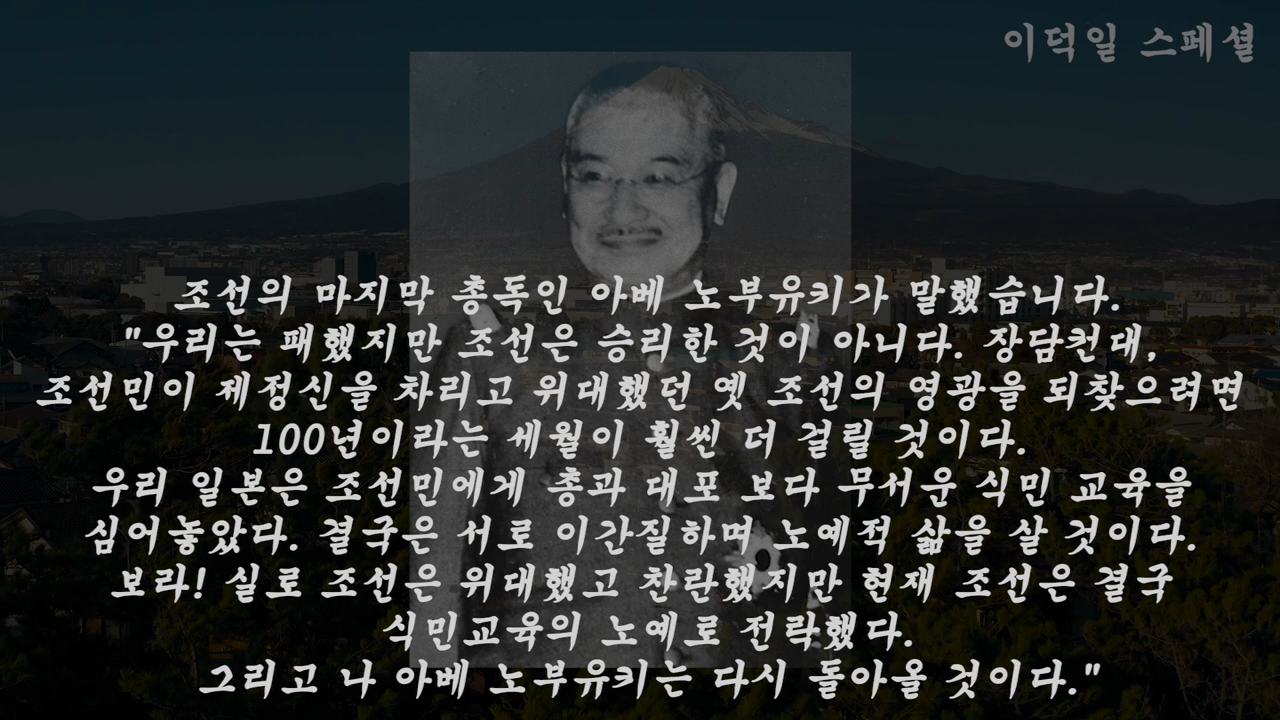 이덕일 스페셜
조선의 마지막 총독인 아베 노부유키가 말했습니다.
"우리는 패했지만 조선은 승리한 것이 아니다. 장담컨대,
조선민이 제정신을 차리고 위대했던 옛 조선의 영광을 되찾으려면
100년이라는 세월이 훨씬 더 걸릴 것이다.
우리 일본은 조선민에게 총과 대포 보다 무서운 식민 교육을
심어놓았다. 결국은 서로 이간질하며 노예적 삶을 살 것이다.
보라! 실로 조선은 위대했고 찬란했지만 현재 조선은 결국
식민교육의 노예로 전락했다.
그리고 나 아베 노부유키는 다시 돌아올 것이다."